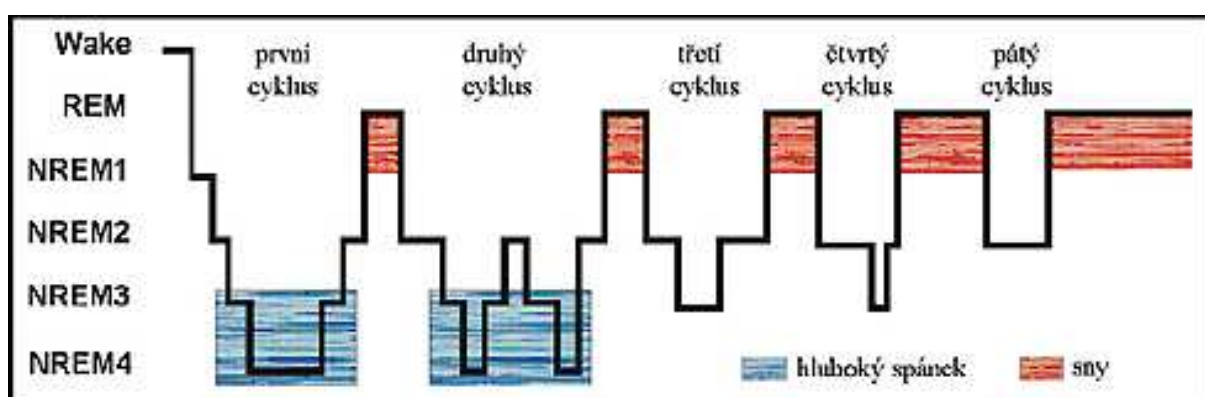 Wake
REM
NREM1
NREM2
NREM3
NREM4
první
cyklus
druhý
cyklus
třetí
cyklus
čtvrtý
cyklus
pátý
cyklus
hluboký spánek
sny